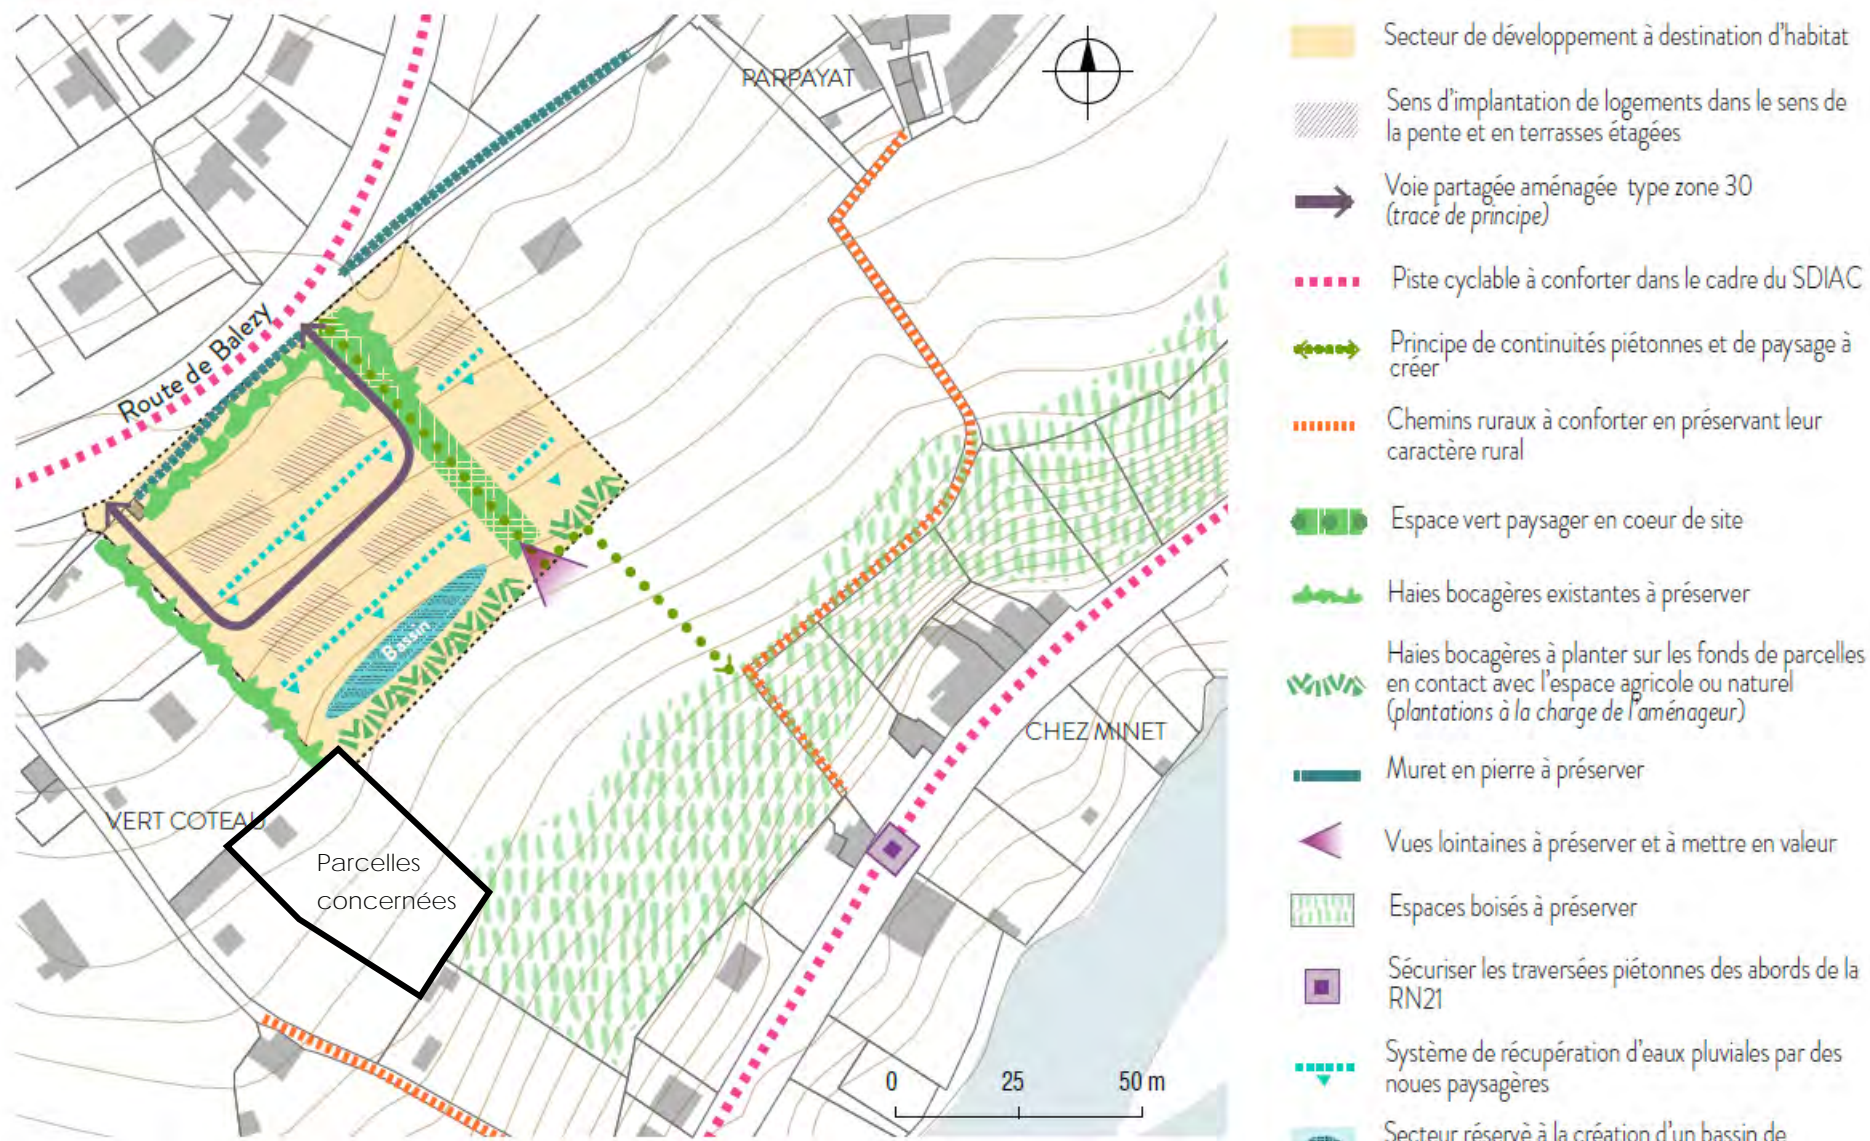 PARPAYAT
Route de Balezy
Bassin
VERT COTEAU
Parcelles
concernées
CHEZ MINET
0 25 50 m
Secteur de développement à destination d'habitat
Sens d'implantation de logements dans le sens de
la pente et en terrasses étagées
Voie partagée aménagée type zone 30
(tracé de principe)
Piste cyclable à conforter dans le cadre du SDIAC
Principe de continuités piétonnes et de paysage à
créer
Chemins ruraux à conforter en préservant leur
caractère rural
Espace vert paysager en coeur de site
Haies bocagères existantes à préserver
Haies bocagères à planter sur les fonds de parcelles
en contact avec l'espace agricole ou naturel
(plantations à la charge de l'aménageur)
Muret en pierre à préserver
Vues lointaines à préserver et à mettre en valeur
Espaces boisés à préserver
Sécuriser les traversées piétonnes des abords de la
RN21
Système de récupération d'eaux pluviales par des
noues paysagères
Secteur réservé à la création d'un bassin de